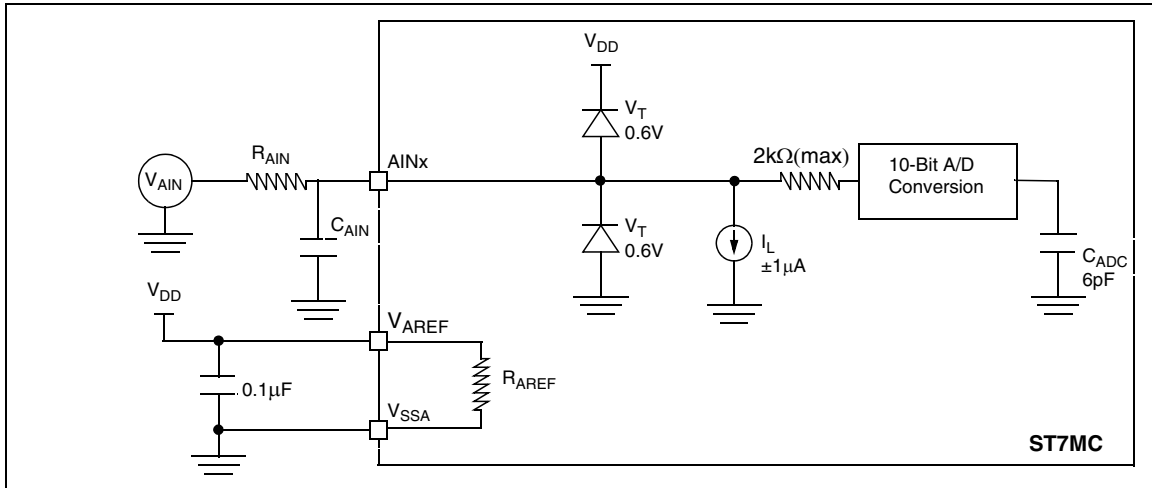 V_DD
V_T
0.6V
R_AIN
AINx
2kΩ(max)
10-Bit A/D
Conversion
V_AIN
C_AIN
V_T
0.6V
I_L
±1μA
C_ADC
6pF
V_DD
V_AREF
0.1μF
R_AREF
V_SSA
ST7MC